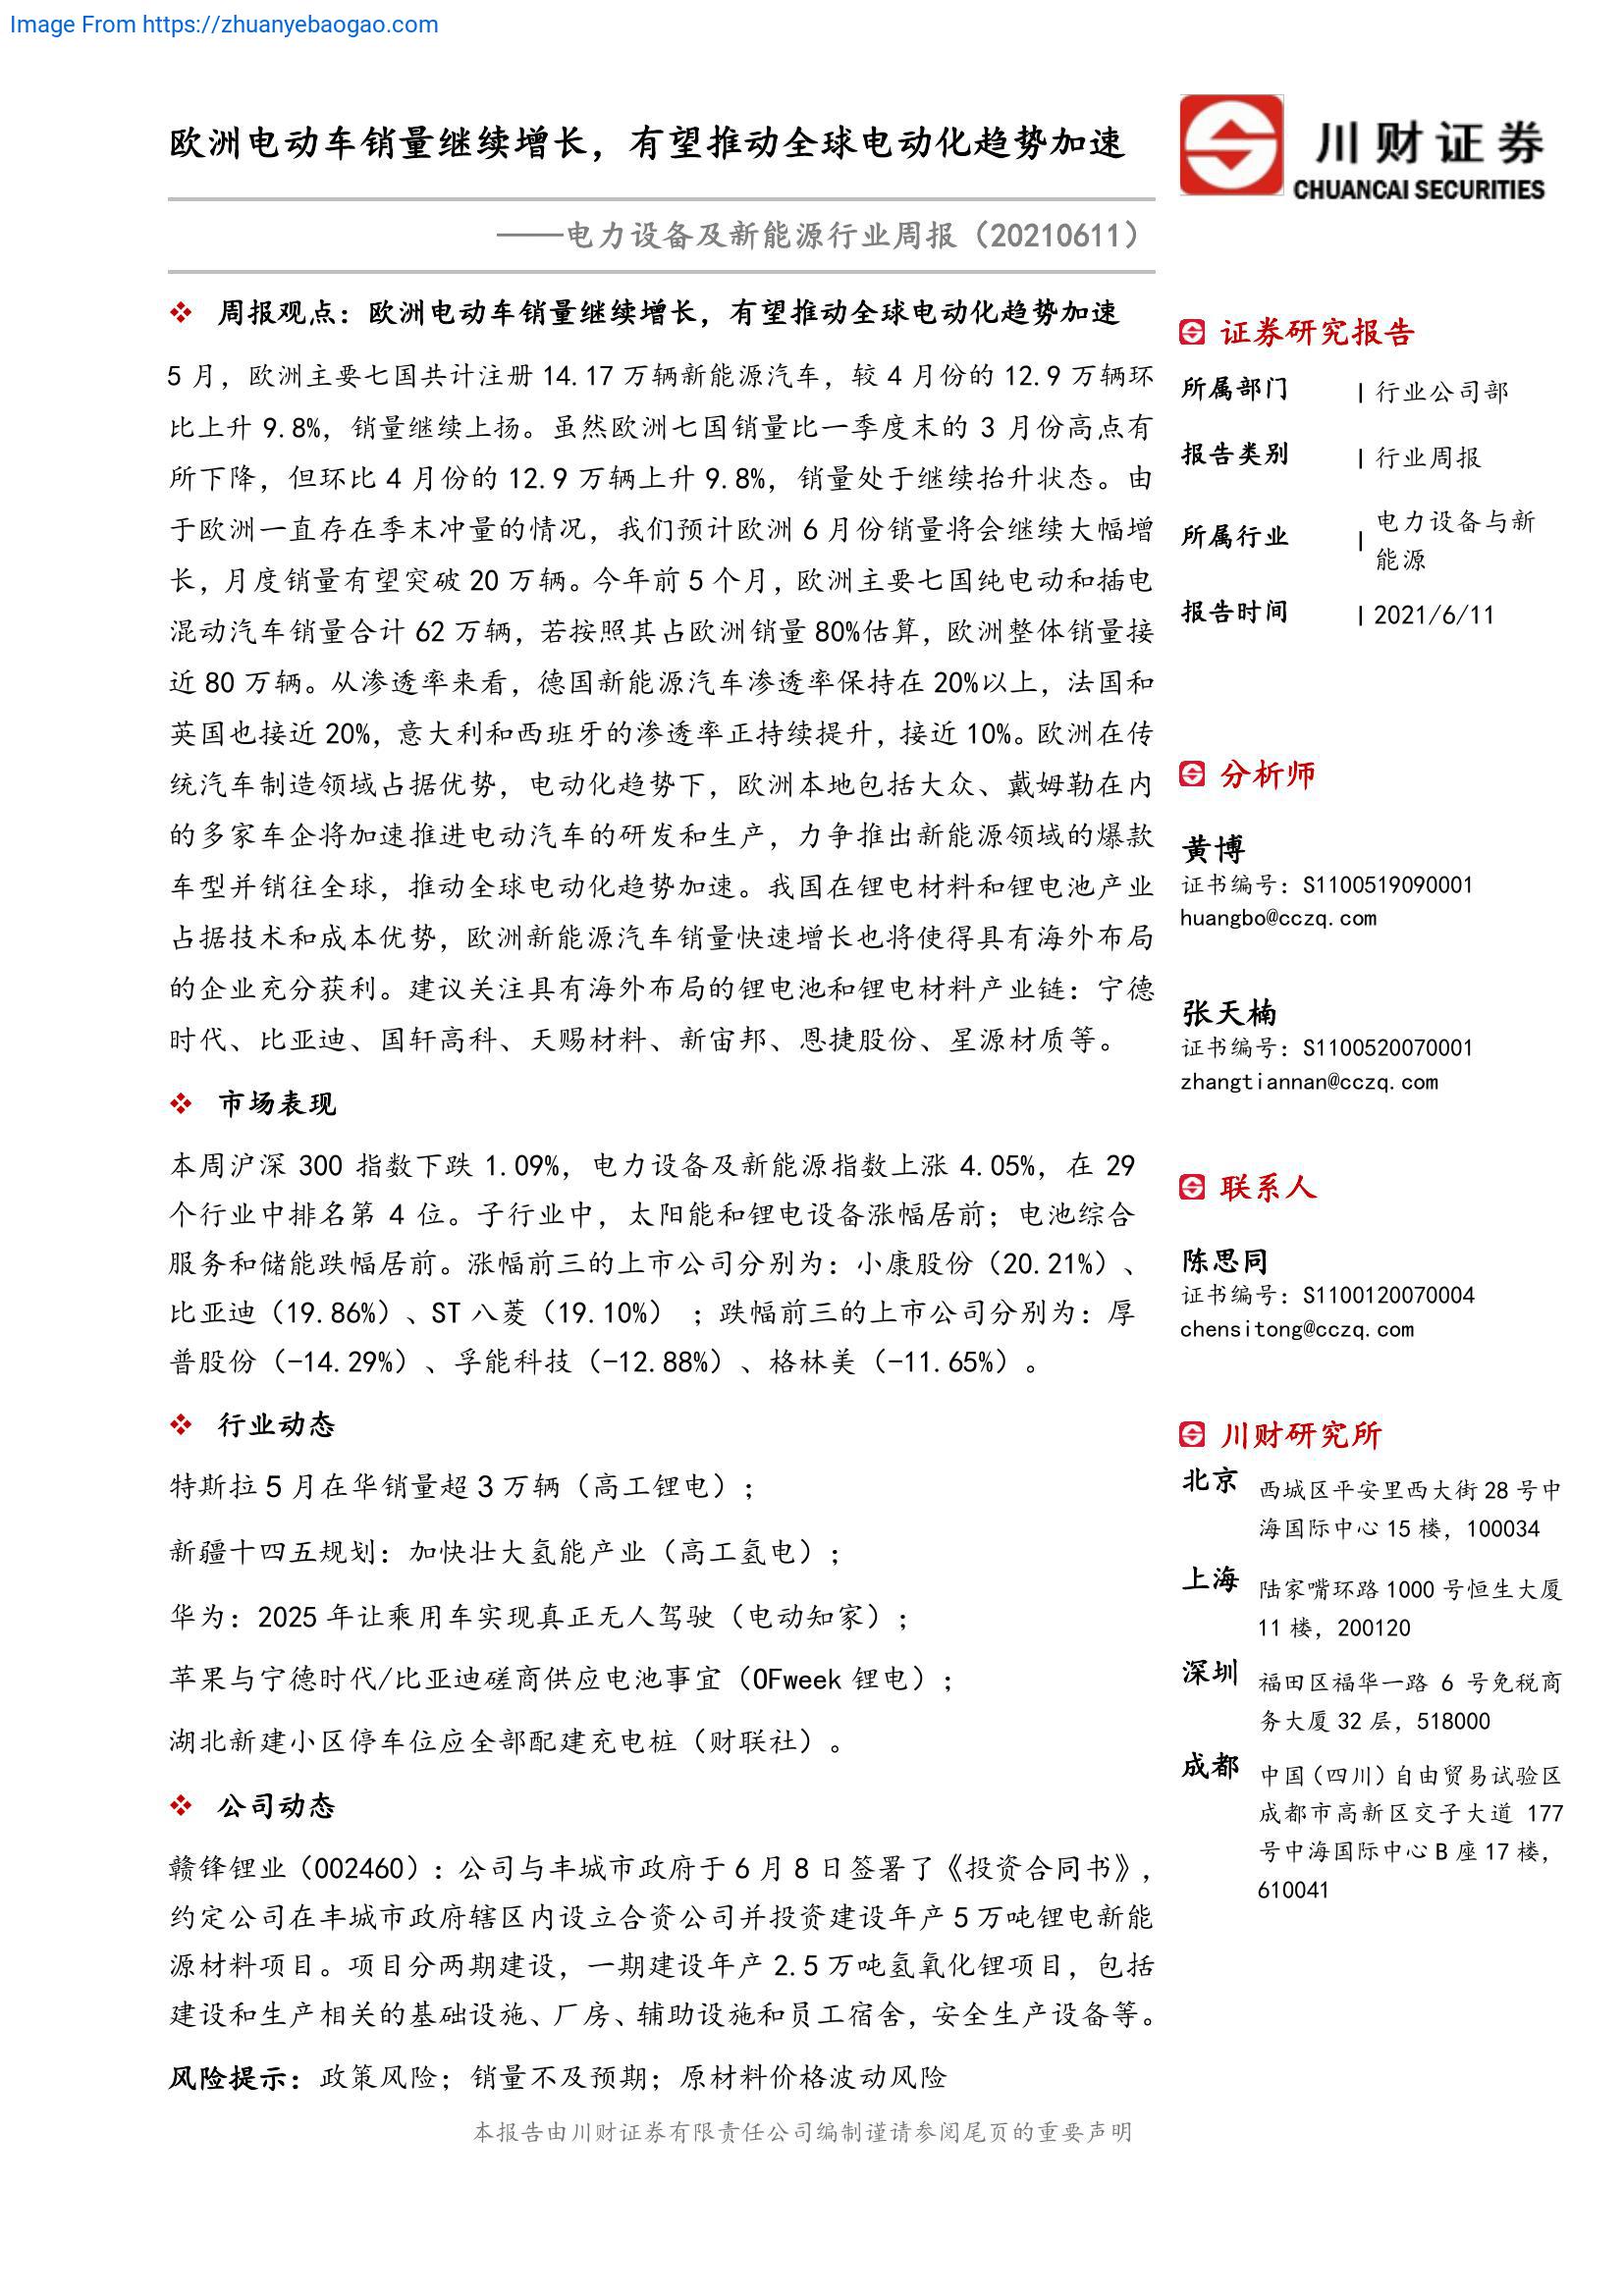 Image From https://zhuanyebaogao.com
欧洲电动车销量继续增长，有望推动全球电动化趋势加速
——电力设备及新能源行业周报（20210611）
川财证券
CHUANCAI SECURITIES
周报观点：欧洲电动车销量继续增长，有望推动全球电动化趋势加速
5 月，欧洲主要七国共计注册 14.17 万辆新能源汽车，较 4 月份的 12.9 万辆环
比上升 9.8%，销量继续上扬。虽然欧洲七国销量比一季度末的 3 月份高点有
所下降，但环比 4 月份的 12.9 万辆上升 9.8%，销量处于继续抬升状态。由
于欧洲一直存在季末冲量的情况，我们预计欧洲 6 月份销量将会继续大幅增
长，月度销量有望突破 20 万辆。今年前 5 个月，欧洲主要七国纯电动和插电
混动汽车销量合计 62 万辆，若按照其占欧洲销量 80%估算，欧洲整体销量接
近 80 万辆。从渗透率来看，德国新能源汽车渗透率保持在 20%以上，法国和
英国也接近 20%，意大利和西班牙的渗透率正持续提升，接近 10%。欧洲在传
统汽车制造领域占据优势，电动化趋势下，欧洲本地包括大众、戴姆勒在内
的多家车企将加速推进电动汽车的研发和生产，力争推出新能源领域的爆款
车型并销往全球，推动全球电动化趋势加速。我国在锂电材料和锂电池产业
占据技术和成本优势，欧洲新能源汽车销量快速增长也将使得具有海外布局
的企业充分获利。建议关注具有海外布局的锂电池和锂电材料产业链：宁德
时代、比亚迪、国轩高科、天赐材料、新宙邦、恩捷股份、星源材质等。
市场表现
本周沪深 300 指数下跌 1.09%，电力设备及新能源指数上涨 4.05%，在 29
个行业中排名第 4 位。子行业中，太阳能和锂电设备涨幅居前；电池综合
服务和储能跌幅居前。涨幅前三的上市公司分别为：小康股份（20.21%）、
比亚迪（19.86%）、ST 八菱（19.10%） ；跌幅前三的上市公司分别为：厚
普股份（-14.29%）、孚能科技（-12.88%）、格林美（-11.65%）。
行业动态
特斯拉 5 月在华销量超 3 万辆（高工锂电）；
新疆十四五规划：加快壮大氢能产业（高工氢电）；
华为：2025 年让乘用车实现真正无人驾驶（电动知家）；
苹果与宁德时代/比亚迪磋商供应电池事宜（OFweek 锂电）；
湖北新建小区停车位应全部配建充电桩（财联社）。
公司动态
赣锋锂业（002460）：公司与丰城市政府于 6 月 8 日签署了《投资合同书》，
约定公司在丰城市政府辖区内设立合资公司并投资建设年产 5 万吨锂电新能
源材料项目。项目分两期建设，一期建设年产 2.5 万吨氢氧化锂项目，包括
建设和生产相关的基础设施、厂房、辅助设施和员工宿舍，安全生产设备等。
风险提示：政策风险；销量不及预期；原材料价格波动风险
证券研究报告
所属部门 | 行业公司部
报告类别 | 行业周报
所属行业 | 电力设备与新
能源
报告时间 | 2021/6/11
分析师
黄博
证书编号：S1100519090001
huangbo@cczq.com
张天楠
证书编号：S1100520070001
zhangtiannan@cczq.com
联系人
陈思同
证书编号：S1100120070004
chensitong@cczq.com
川财研究所
北京 西城区平安里西大街 28 号中
海国际中心 15 楼，100034
上海 陆家嘴环路 1000 号恒生大厦
11 楼，200120
深圳 福田区福华一路 6 号免税商
务大厦 32 层，518000
成都 中国（四川）自由贸易试验区
成都市高新区交子大道 177
号中海国际中心 B 座 17 楼，
610041
本报告由川财证券有限责任公司编制谨请参阅尾页的重要声明